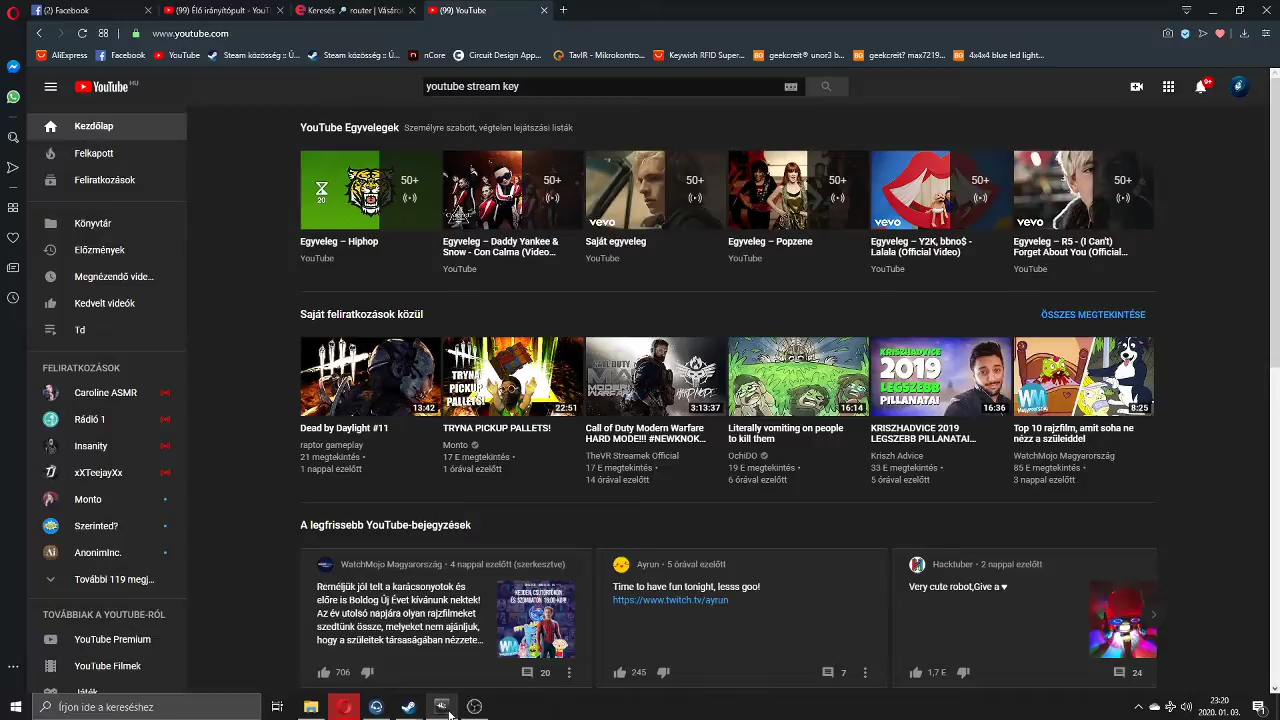 (2) Facebook
(99) Élő irányítópult - YouT
Keresés 🔎 router | Vásáro
(99) YouTube
www.youtube.com
AliExpress
Facebook
YouTube
Steam közösség :: Ü...
Steam közösség :: Ü...
nCore
Circuit Design App...
TavIR - Mikrokontro...
Keywish RFID Super...
geekcreit® unor3 b...
geekcreit? max7219...
4x4x4 blue led light...
YouTube HU
youtube stream key
9+
Kezdőlap
Felkapott
Feliratkozások
Könyvtár
Előzmények
Megnézendő vide...
Kedvelt videók
Td
FELIRATKOZÁSOK
Caroline ASMR
Rádió 1
Insanity
xXTeejayXx
Monto
Szerinted?
AnonimInc.
További 119 megj...
TOVÁBBIAK A YOUTUBE-RÓL
YouTube Premium
YouTube Filmek
Játék
YouTube Egyvelegek Személyre szabott, végtelen lejátszási listák
20
50+
50+
50+
50+
50+
50+
vevo
vevo
vevo
Egyveleg – Hiphop
YouTube
Egyveleg – Daddy Yankee &
Snow - Con Calma (Video...
YouTube
Saját egyveleg
YouTube
Egyveleg – Popzene
YouTube
Egyveleg – Y2K, bbno$ -
Lalala (Official Video)
YouTube
Egyveleg – R5 - (I Can't)
Forget About You (Official...
YouTube
Saját feliratkozások közül
ÖSSZES MEGTEKINTÉSE
13:42
TRYNA
PICKUP
PALLETS!
22:51
3:13:37
16:14
KRISZHADVICE
2019
LEGSZEBB
PILLANATAI
16:36
8:25
Dead by Daylight #11
raptor gameplay
21 megtekintés •
1 nappal ezelőtt
TRYNA PICKUP PALLETS!
Monto
17 E megtekintés •
1 órával ezelőtt
Call of Duty Modern Warfare
HARD MODE!!! #NEWKNOK...
TheVR Streamek Official
17 E megtekintés •
14 órával ezelőtt
Literally vomiting on people
to kill them
OchiDO
19 E megtekintés •
6 órával ezelőtt
KRISZHADVICE 2019
LEGSZEBB PILLANATAI...
Kriszh Advice
33 E megtekintés •
5 órával ezelőtt
Top 10 rajzfilm, amit soha ne
nézz a szüleiddel
WatchMojo Magyarország
85 E megtekintés •
3 nappal ezelőtt
A legfrissebb YouTube-bejegyzések
WatchMojo Magyarország • 4 nappal ezelőtt (szerkesztve)
Reméljük jól telt a karácsonyotok és
előre is Boldog Új Évet kívánunk nektek!
Az év utolsó napjára olyan rajzfilmeket
szedtünk össze, melyeket nem ajánljuk,
hogy a szüleitek társaságában nézzete...
706
20
Ayrun • 5 órával ezelőtt
Time to have fun tonight, lesss goo!
https://www.twitch.tv/ayrun
245
7
Hacktuber • 2 nappal ezelőtt
Very cute robot,Give a ♥
1,7 E
24
Írjon ide a kereséshez
23:20
2020. 01. 03.